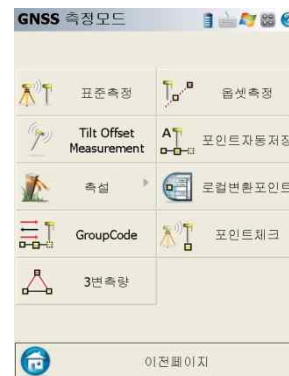 GNSS 측정모드
표준측정
옵셋측정
Tilt Offset
Measurement
포인트자동저장
측설
로컬변환포인트
GroupCode
포인트체크
3변측량
이전페이지